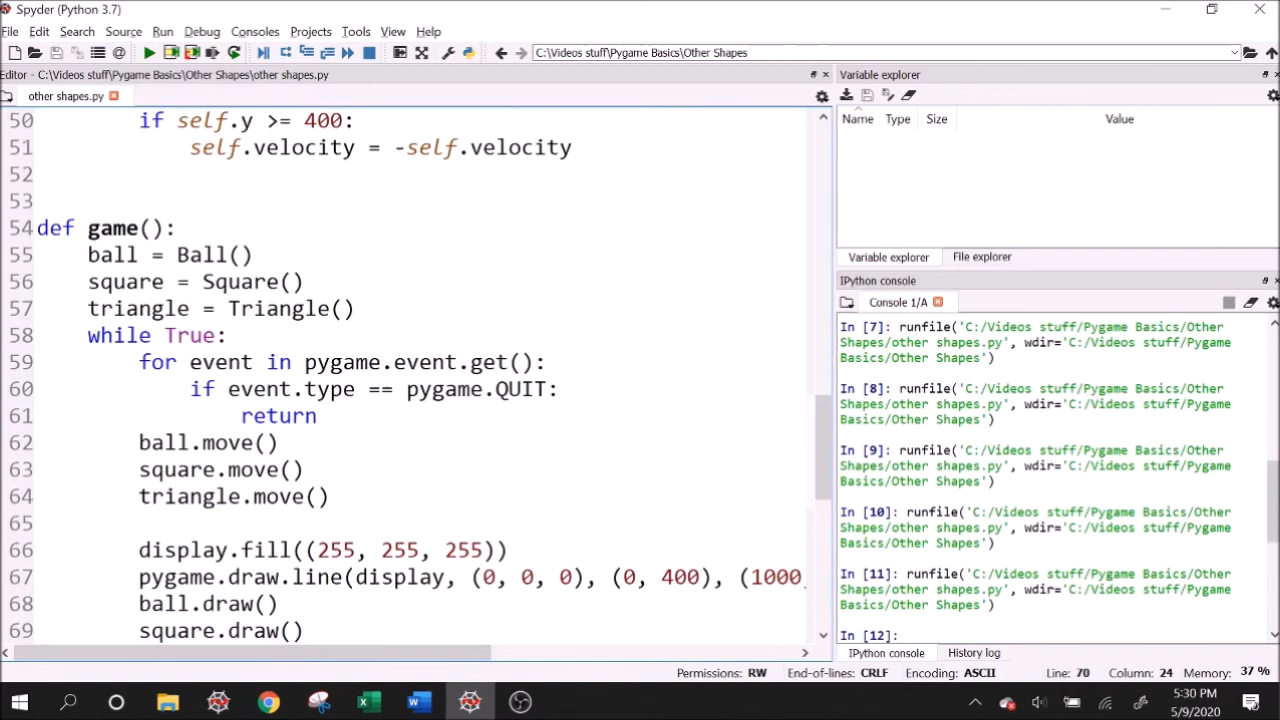 Spyder (Python 3.7)
File Edit Search Source Run Debug Consoles Projects Tools View Help
C:\Videos stuff\Pygame Basics\Other Shapes
Editor - C:\Videos stuff\Pygame Basics\Other Shapes\other shapes.py
other shapes.py
50 if self.y >= 400:
51 self.velocity = -self.velocity
52
53
54 def game():
55 ball = Ball()
56 square = Square()
57 triangle = Triangle()
58 while True:
59 for event in pygame.event.get():
60 if event.type == pygame.QUIT:
61 return
62 ball.move()
63 square.move()
64 triangle.move()
65
66 display.fill((255, 255, 255))
67 pygame.draw.line(display, (0, 0, 0), (0, 400), (1000,
68 ball.draw()
69 square.draw()
Variable explorer
Name Type Size Value
Variable explorer File explorer
IPython console
Console 1/A
In [7]: runfile('C:/Videos stuff/Pygame Basics/Other
Shapes/other shapes.py', wdir='C:/Videos stuff/Pygame
Basics/Other Shapes')
In [8]: runfile('C:/Videos stuff/Pygame Basics/Other
Shapes/other shapes.py', wdir='C:/Videos stuff/Pygame
Basics/Other Shapes')
In [9]: runfile('C:/Videos stuff/Pygame Basics/Other
Shapes/other shapes.py', wdir='C:/Videos stuff/Pygame
Basics/Other Shapes')
In [10]: runfile('C:/Videos stuff/Pygame Basics/Other
Shapes/other shapes.py', wdir='C:/Videos stuff/Pygame
Basics/Other Shapes')
In [11]: runfile('C:/Videos stuff/Pygame Basics/Other
Shapes/other shapes.py', wdir='C:/Videos stuff/Pygame
Basics/Other Shapes')
In [12]:
IPython console History log
Permissions: RW End-of-lines: CRLF Encoding: ASCII Line: 70 Column: 24 Memory: 37 %
5:30 PM
5/9/2020